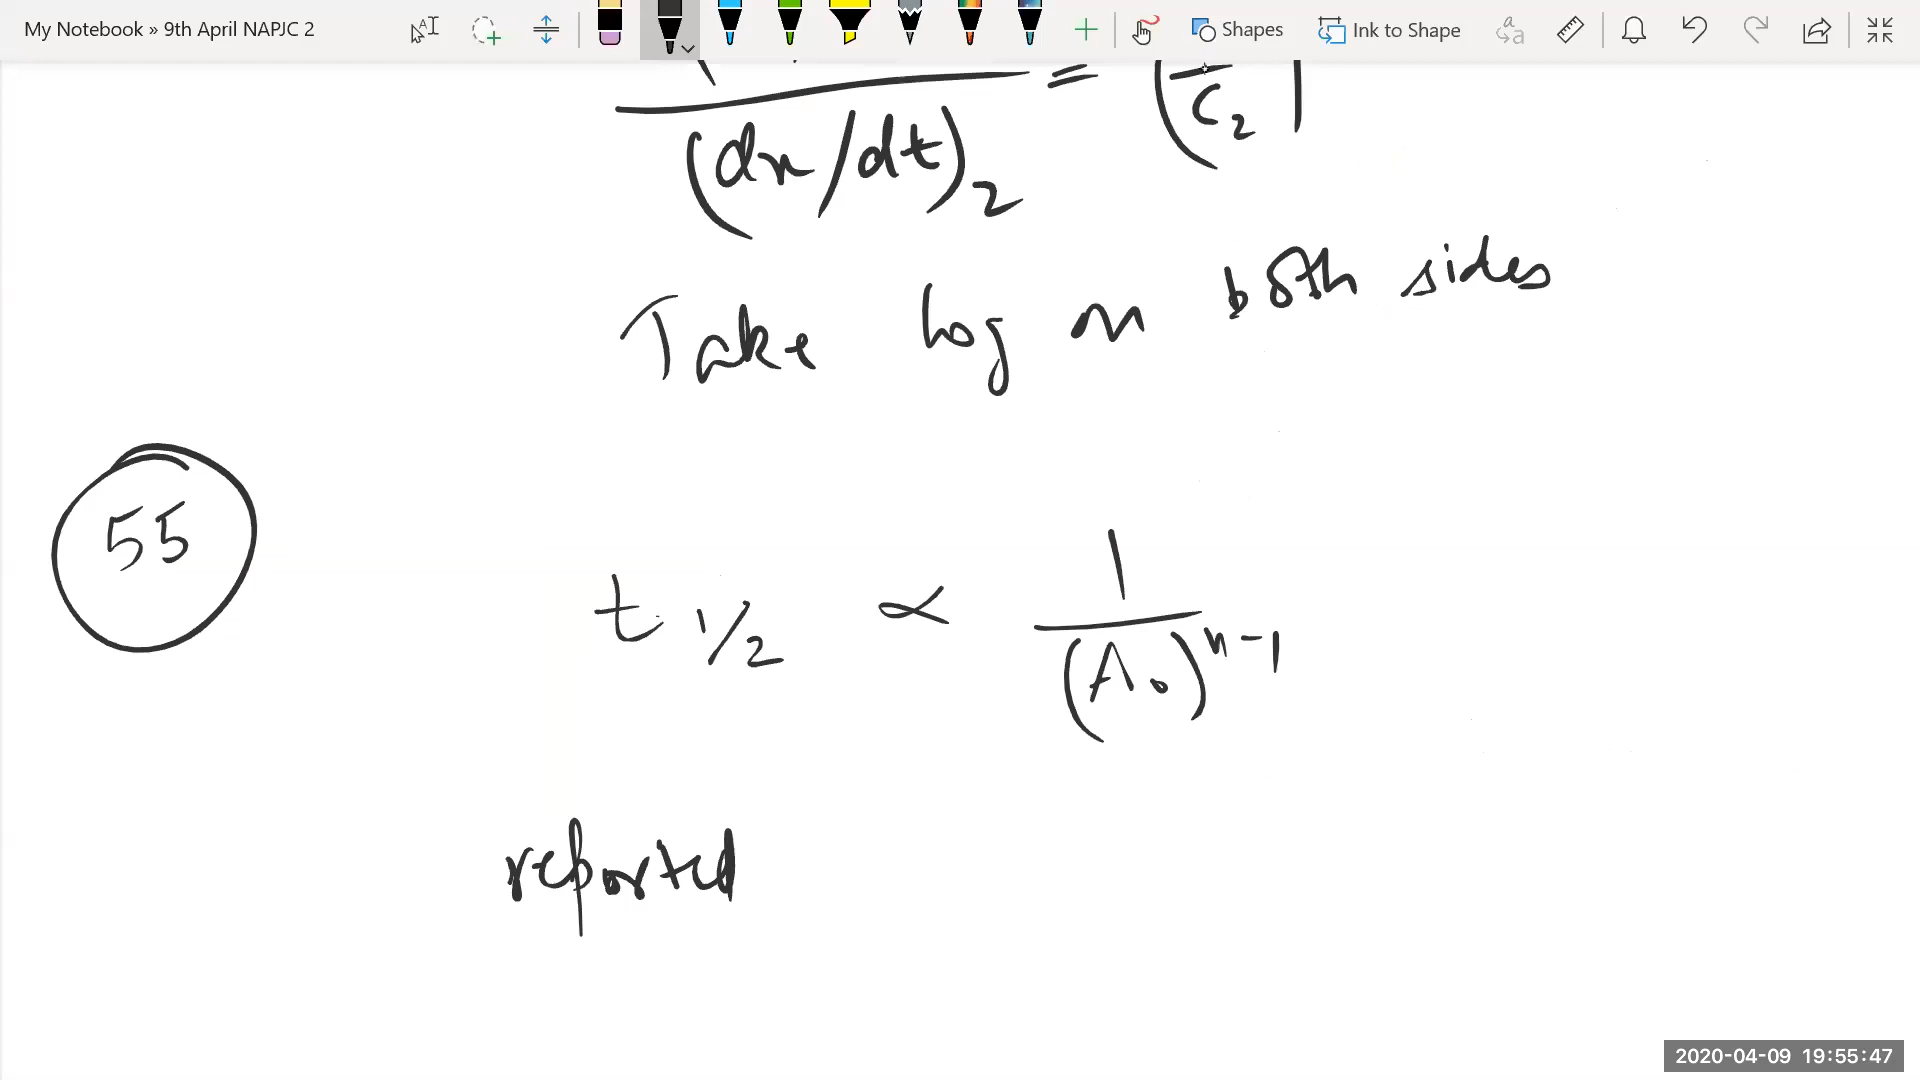 My Notebook » 9th April NAPJC 2
Shapes
Ink to Shape
(dx/dt)₂ = ( C₂
Take log on both sides
55
t 1/2 ∝ 1 / (A₀)ⁿ⁻¹
reported
2020-04-09 19:55:47